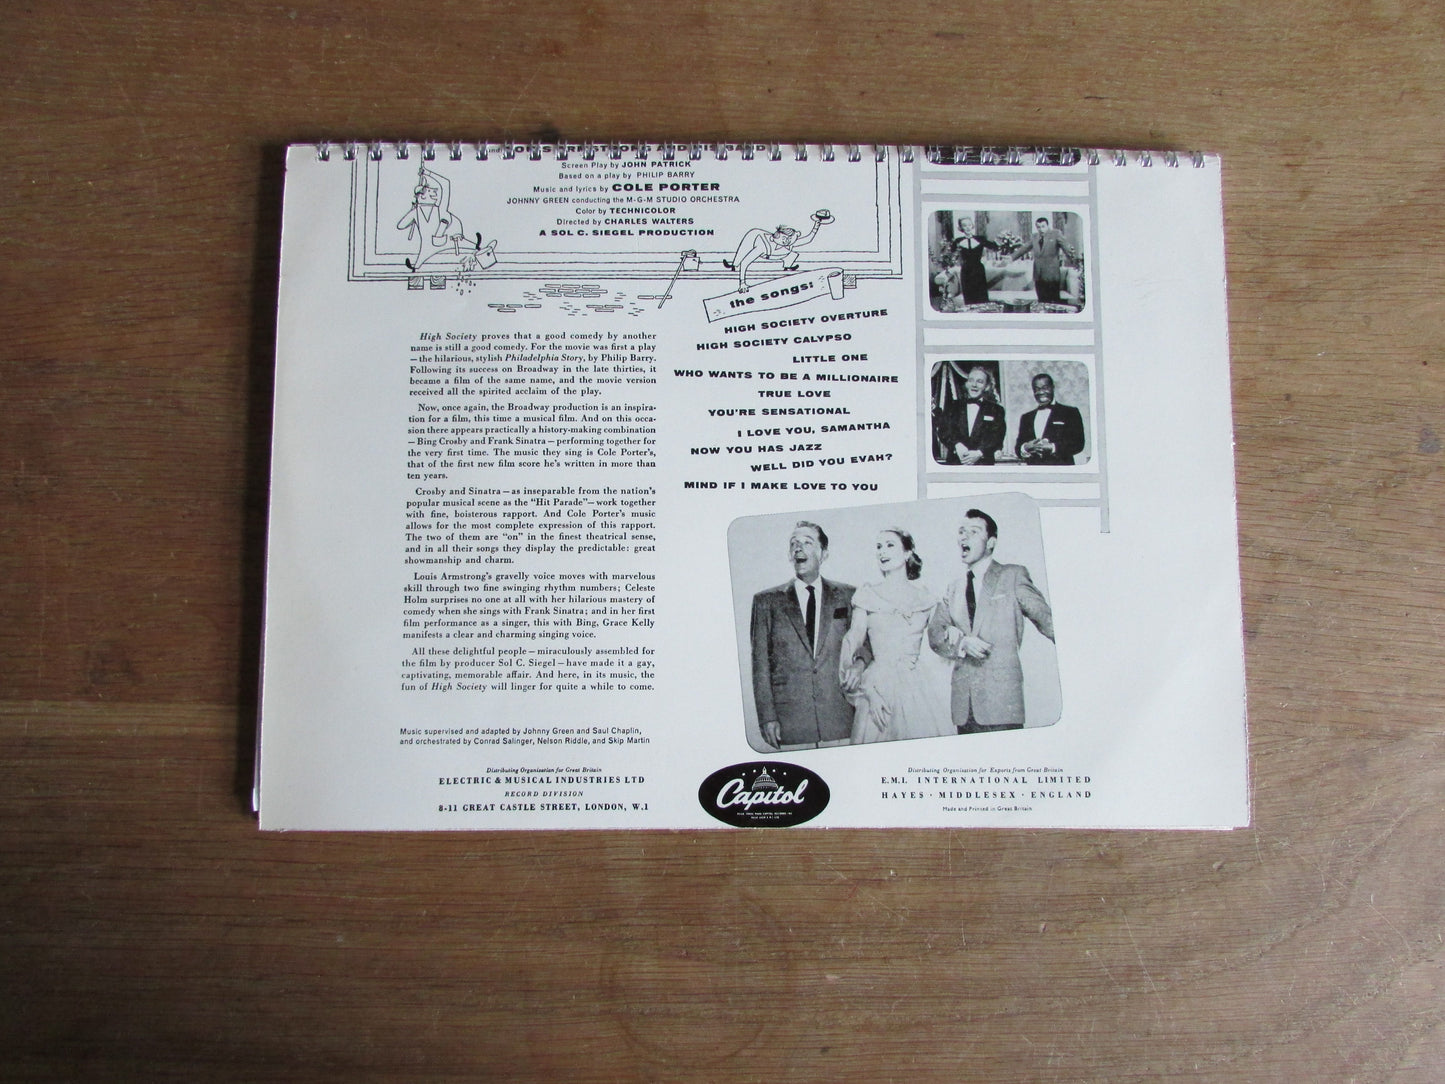 LOUIS ARMSTRONG AND HIS BAND
Screen Play by JOHN PATRICK
Based on a play by PHILIP BARRY
Music and lyrics by COLE PORTER
JOHNNY GREEN conducting the M-G-M STUDIO ORCHESTRA
Color by TECHNICOLOR
Directed by CHARLES WALTERS
A SOL C. SIEGEL PRODUCTION
High Society proves that a good comedy by another
name is still a good comedy. For the movie was first a play
—the hilarious, stylish Philadelphia Story, by Philip Barry.
Following its success on Broadway in the late thirties, it
became a film of the same name, and the movie version
received all the spirited acclaim of the play.
Now, once again, the Broadway production is an inspira-
tion for a film, this time a musical film. And on this occa-
sion there appears practically a history-making combination
—Bing Crosby and Frank Sinatra—performing together for
the very first time. The music they sing is Cole Porter's,
that of the first new film score he's written in more than
ten years.
Crosby and Sinatra—as inseparable from the nation's
popular musical scene as the "Hit Parade"—work together
with fine, boisterous rapport. And Cole Porter's music
allows for the most complete expression of this rapport.
The two of them are "on" in the finest theatrical sense,
and in all their songs they display the predictable: great
showmanship and charm.
Louis Armstrong's gravelly voice moves with marvelous
skill through two fine swinging rhythm numbers; Celeste
Holm surprises no one at all with her hilarious mastery of
comedy when she sings with Frank Sinatra; and in her first
film performance as a singer, this with Bing, Grace Kelly
manifests a clear and charming singing voice.
All these delightful people—miraculously assembled for
the film by producer Sol C. Siegel—have made it a gay,
captivating, memorable affair. And here, in its music, the
fun of High Society will linger for quite a while to come.
Music supervised and adapted by Johnny Green and Saul Chaplin,
and orchestrated by Conrad Salinger, Nelson Riddle, and Skip Martin
the songs:
HIGH SOCIETY OVERTURE
HIGH SOCIETY CALYPSO
LITTLE ONE
WHO WANTS TO BE A MILLIONAIRE
TRUE LOVE
YOU'RE SENSATIONAL
I LOVE YOU, SAMANTHA
NOW YOU HAS JAZZ
WELL DID YOU EVAH?
MIND IF I MAKE LOVE TO YOU
Distributing Organisation for Great Britain
ELECTRIC & MUSICAL INDUSTRIES LTD
RECORD DIVISION
8-11 GREAT CASTLE STREET, LONDON, W.1
Capitol
Distributing Organisation for Exports from Great Britain
E.M.I. INTERNATIONAL LIMITED
HAYES · MIDDLESEX · ENGLAND
Made and Printed in Great Britain